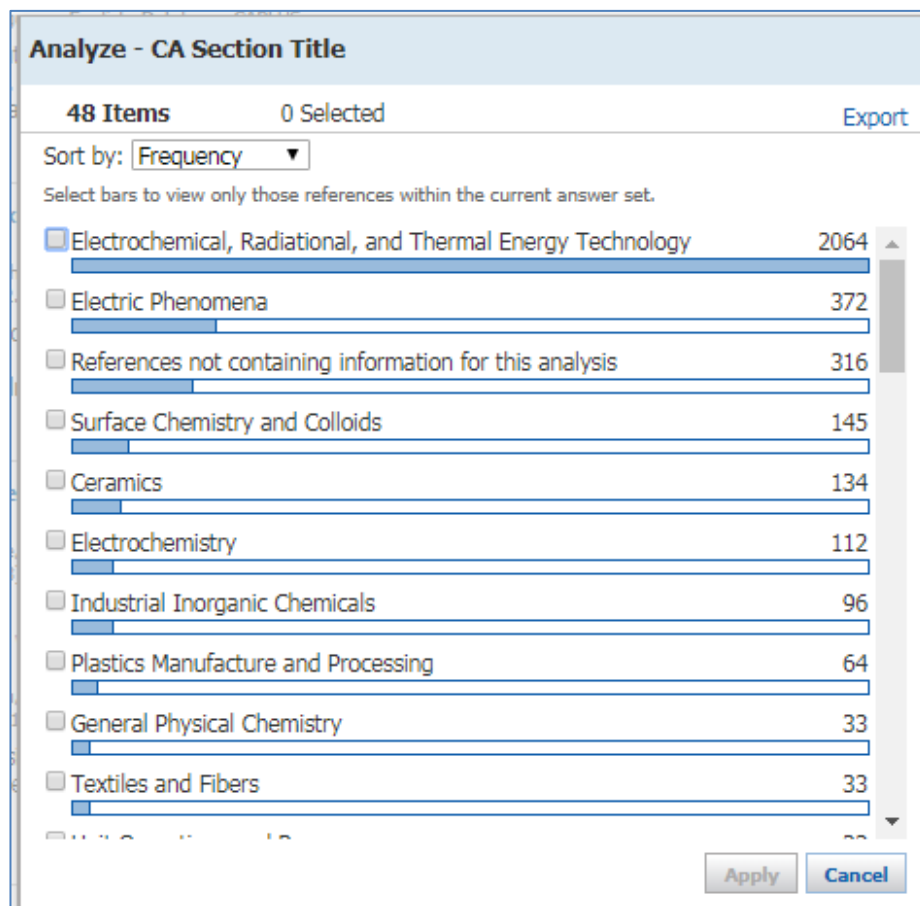 Analyze - CA Section Title
48 Items 0 Selected Export
Sort by: Frequency ▼
Select bars to view only those references within the current answer set.
Electrochemical, Radiational, and Thermal Energy Technology 2064
Electric Phenomena 372
References not containing information for this analysis 316
Surface Chemistry and Colloids 145
Ceramics 134
Electrochemistry 112
Industrial Inorganic Chemicals 96
Plastics Manufacture and Processing 64
General Physical Chemistry 33
Textiles and Fibers 33
Apply Cancel